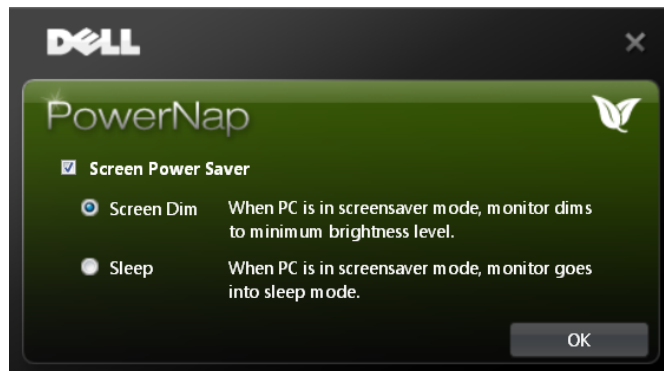 DELL
PowerNap
Screen Power Saver
Screen Dim When PC is in screensaver mode, monitor dims
to minimum brightness level.
Sleep When PC is in screensaver mode, monitor goes
into sleep mode.
OK